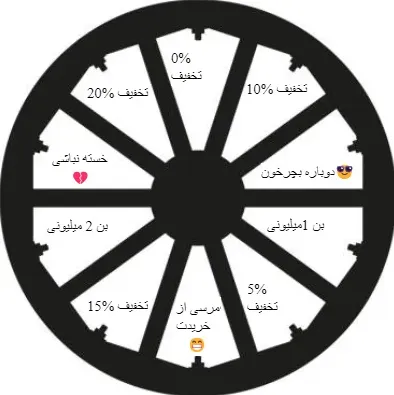 0%
تخفیف
تخفیف 10%
دوباره بچرخون😎
بن 1میلیونی
5%
تخفیف
مرسی از
خریدت
😁
تخفیف 15%
بن 2 میلیونی
خسته نباشی
💔
تخفیف 20%